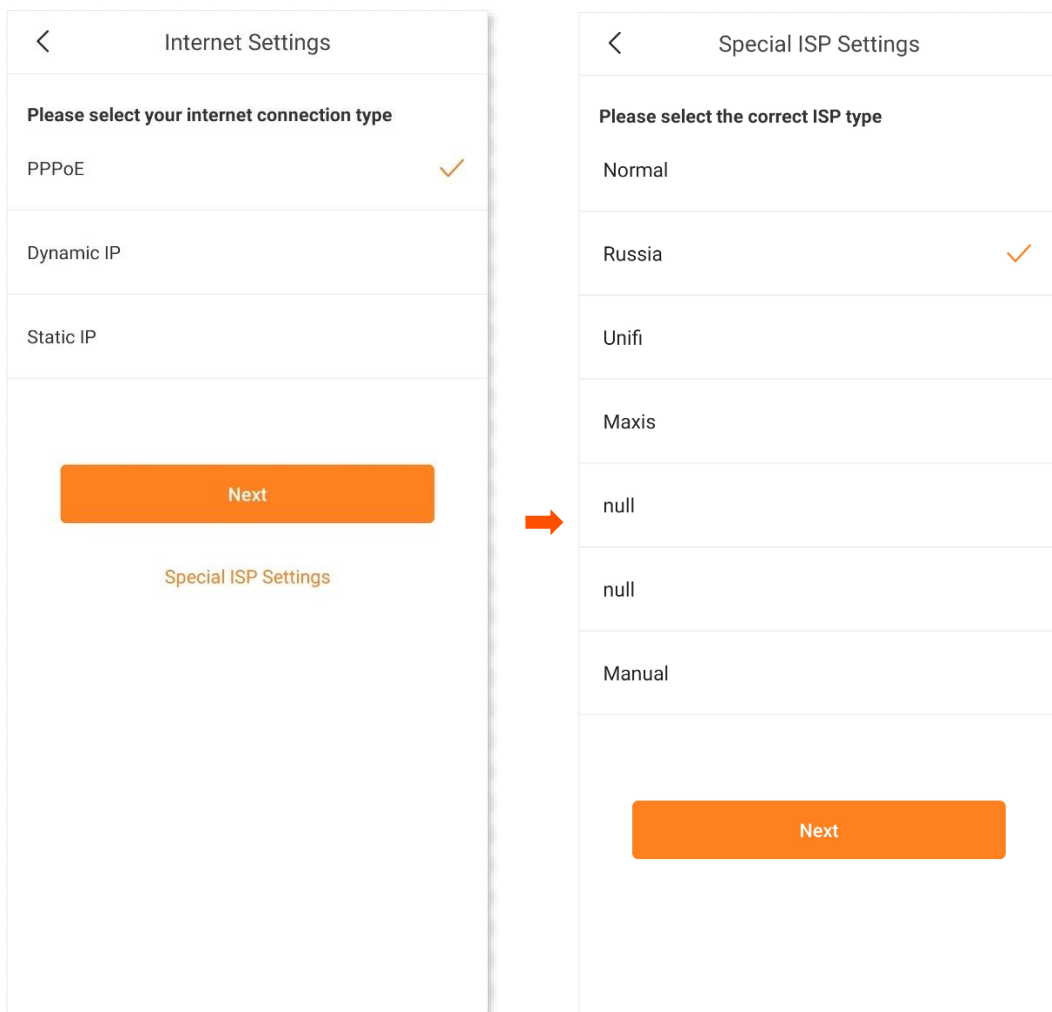 Internet Settings
Please select your internet connection type
PPPoE
Dynamic IP
Static IP
Next
Special ISP Settings
Special ISP Settings
Please select the correct ISP type
Normal
Russia
Unifi
Maxis
null
null
Manual
Next